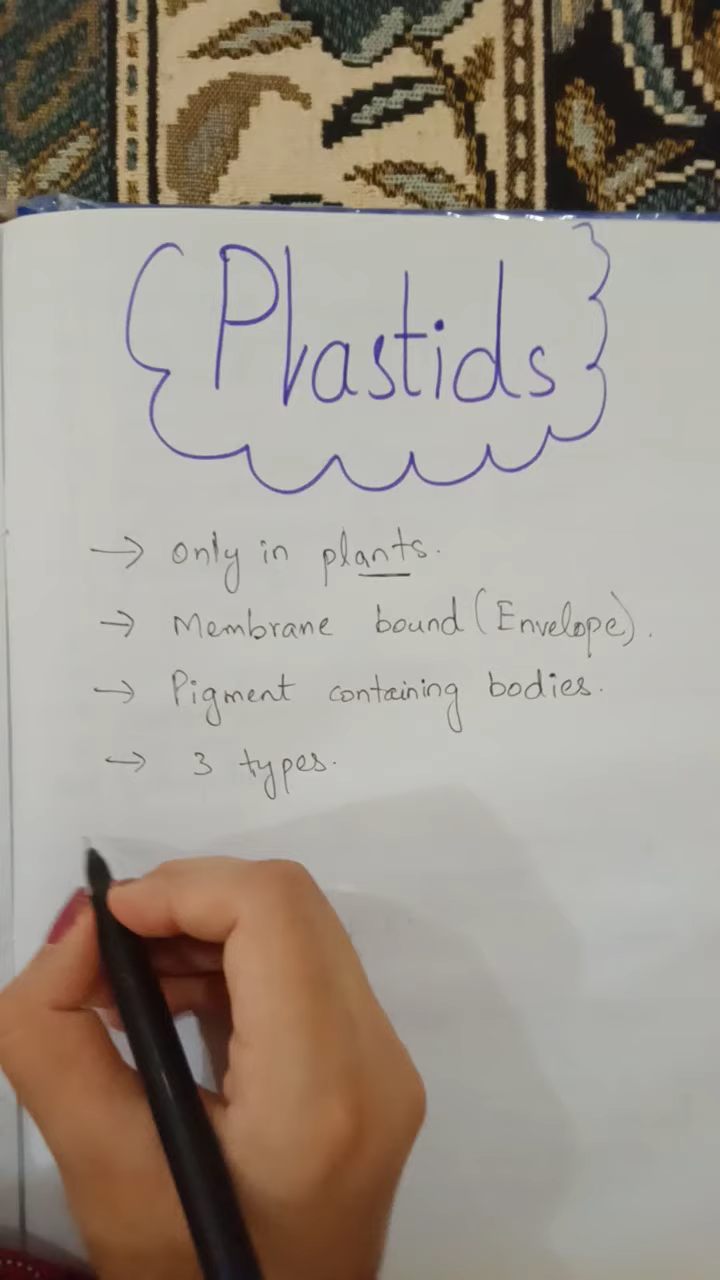 Plastids
→ only in plants.
→ Membrane bound (Envelope).
→ Pigment containing bodies.
→ 3 types.